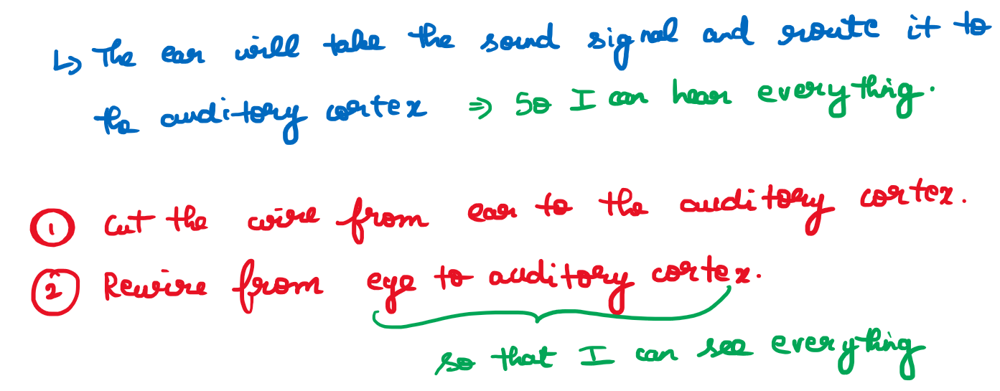 ↳ The ear will take the sound signal and route it to
the auditory cortex ⇒ So I can hear everything.
① Cut the wire from ear to the auditory cortex.
② Rewire from eye to auditory cortex.
so that I can see everything